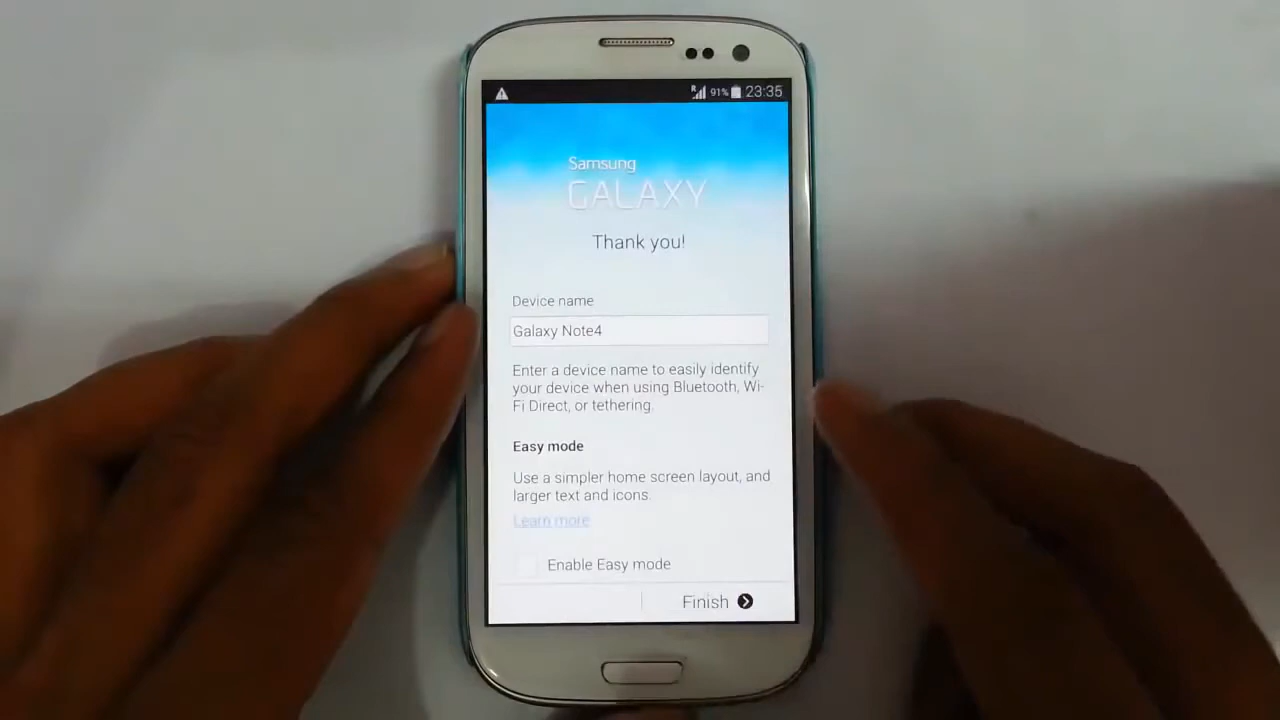 R 91% 23:35
Samsung
GALAXY
Thank you!
Device name
Galaxy Note4
Enter a device name to easily identify
your device when using Bluetooth, Wi-
Fi Direct, or tethering.
Easy mode
Use a simpler home screen layout, and
larger text and icons.
Learn more
Enable Easy mode
Finish